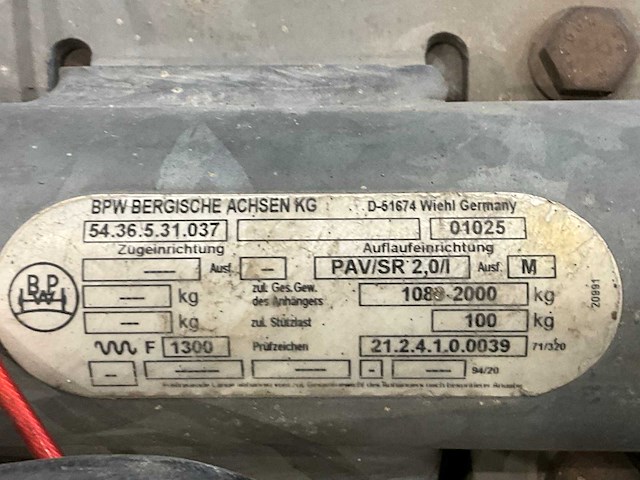 BPW BERGISCHE ACHSEN KG D-51674 Wiehl Germany
54.36.5.31.037 01025
Zugeinrichtung Auflaufeinrichtung
— Ausf. — PAV/SR 2,0/I Ausf. M
BPW
— kg zul. Ges. Gew. des Anhängers 1080-2000 kg
— kg zul. Stützlast 100 kg
F 1300 Prüfzeichen 21.2.4.1.0.0039 71/320
— — — - — 94/20
20991